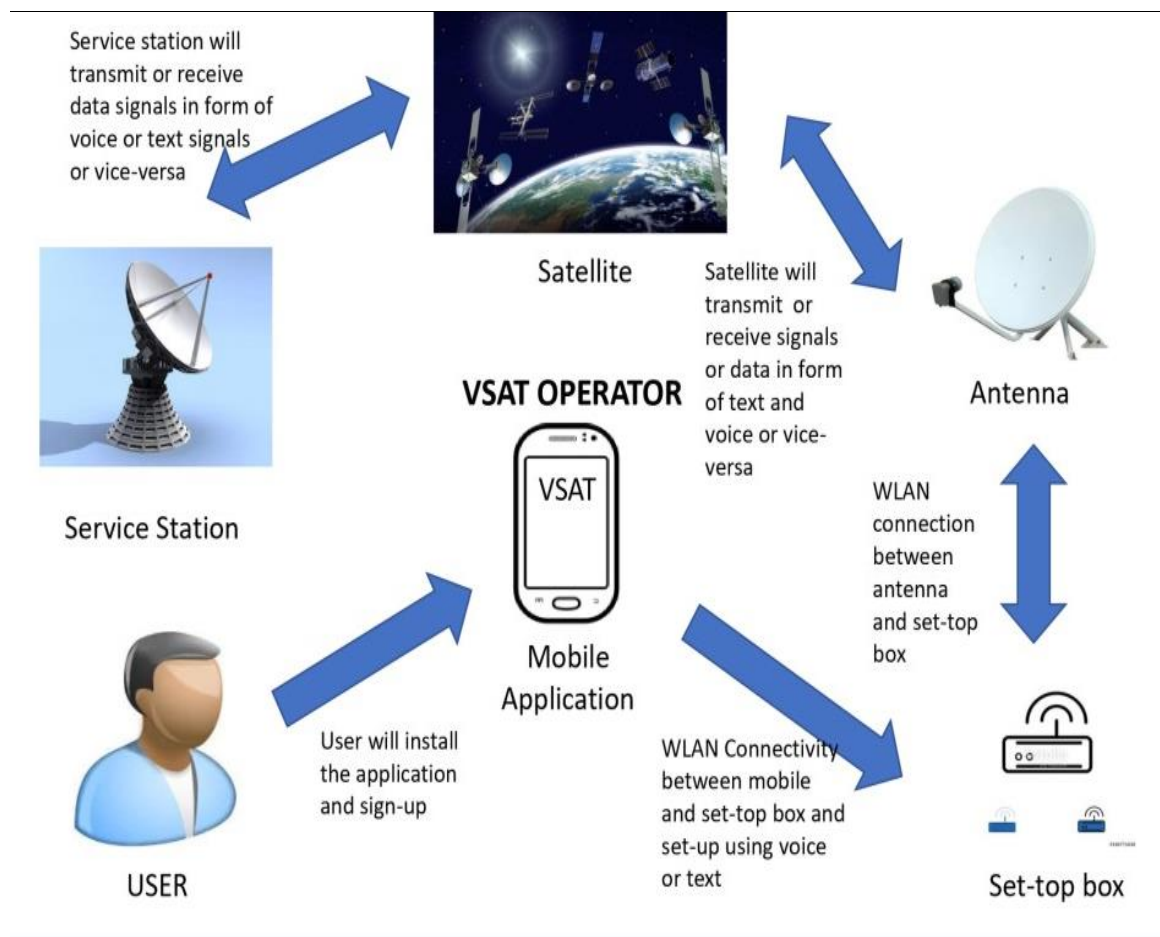 Service station will
transmit or receive
data signals in form of
voice or text signals
or vice-versa
Satellite
Satellite will
transmit or
receive signals
or data in form
of text and
voice or vice-
versa
Antenna
Service Station
VSAT OPERATOR
VSAT
Mobile
Application
WLAN
connection
between
antenna
and set-top
box
User will install
the application
and sign-up
USER
WLAN Connectivity
between mobile
and set-top box and
set-up using voice
or text
Set-top box